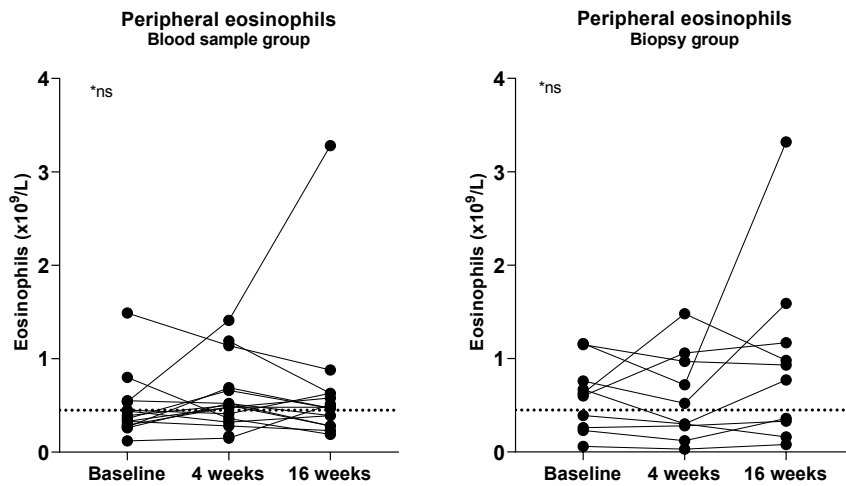 Peripheral eosinophils
Blood sample group
*ns
Eosinophils (x10⁹/L)
4
3
2
1
0
Baseline 4 weeks 16 weeks
Peripheral eosinophils
Biopsy group
*ns
Eosinophils (x10⁹/L)
4
3
2
1
0
Baseline 4 weeks 16 weeks